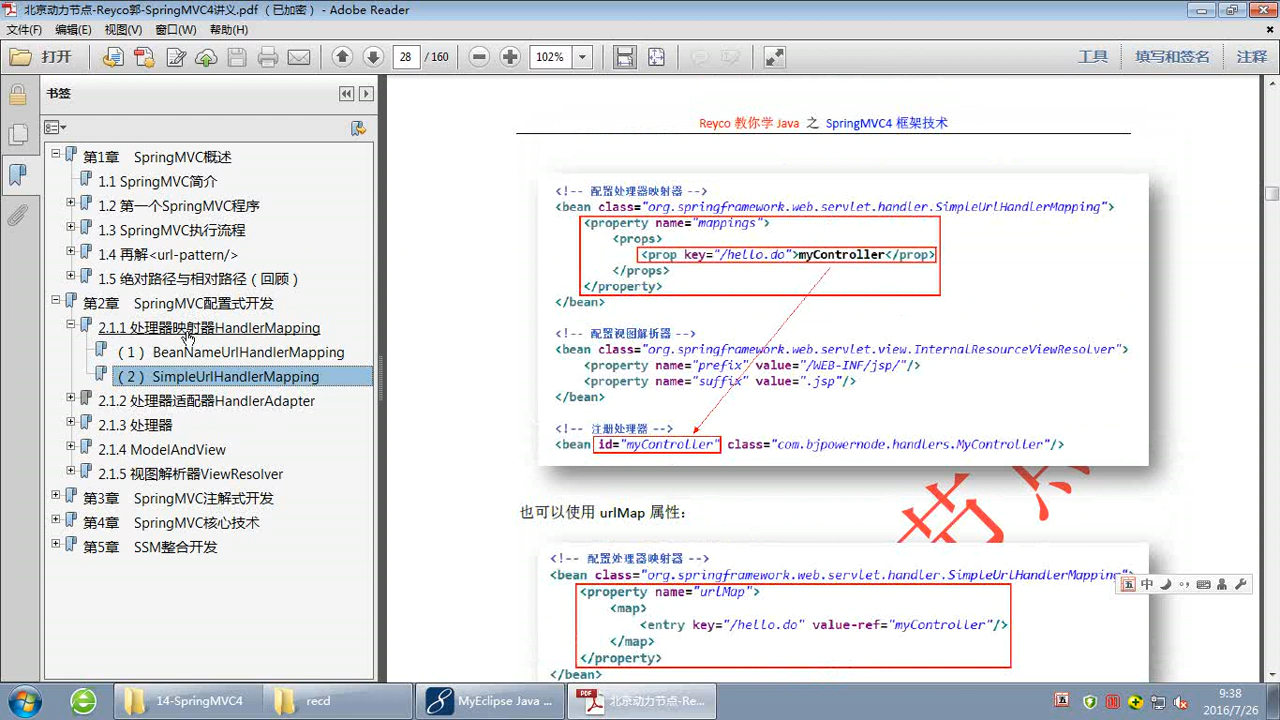 北京动力节点-Reyco郭-SpringMVC4讲义.pdf （已加密） - Adobe Reader
文件(F) 编辑(E) 视图(V) 窗口(W) 帮助(H)
打开 28 / 160 102% 工具 填写和签名 注释
书签
第1章 SpringMVC概述
1.1 SpringMVC简介
1.2 第一个SpringMVC程序
1.3 SpringMVC执行流程
1.4 再解<url-pattern/>
1.5 绝对路径与相对路径（回顾）
第2章 SpringMVC配置式开发
2.1.1 处理器映射器HandlerMapping
（1） BeanNameUrlHandlerMapping
（2） SimpleUrlHandlerMapping
2.1.2 处理器适配器HandlerAdapter
2.1.3 处理器
2.1.4 ModelAndView
2.1.5 视图解析器ViewResolver
第3章 SpringMVC注解式开发
第4章 SpringMVC核心技术
第5章 SSM整合开发
Reyco 教你学 Java 之 SpringMVC4 框架技术
<!-- 配置处理器映射器 -->
<bean class="org.springframework.web.servlet.handler.SimpleUrlHandlerMapping">
<property name="mappings">
<props>
<prop key="/hello.do">myController</prop>
</props>
</property>
</bean>
<!-- 配置视图解析器 -->
<bean class="org.springframework.web.servlet.view.InternalResourceViewResolver">
<property name="prefix" value="/WEB-INF/jsp/"/>
<property name="suffix" value=".jsp"/>
</bean>
<!-- 注册处理器 -->
<bean id="myController" class="com.bjpowernode.handlers.MyController"/>
也可以使用 urlMap 属性：
<!-- 配置处理器映射器 -->
<bean class="org.springframework.web.servlet.handler.SimpleUrlHandlerMapping">
<property name="urlMap">
<map>
<entry key="/hello.do" value-ref="myController"/>
</map>
</property>
</bean>
五 中
14-SpringMVC4 recd MyEclipse Java ... 北京动力节点-Re...
9:38
2016/7/26